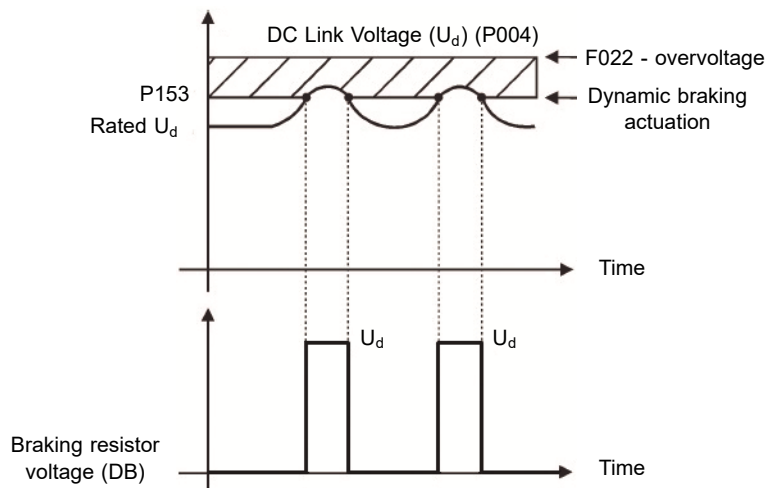 DC Link Voltage (Ud) (P004)
F022 - overvoltage
P153
Dynamic braking
actuation
Rated Ud
Time
Ud
Ud
Braking resistor
voltage (DB)
Time